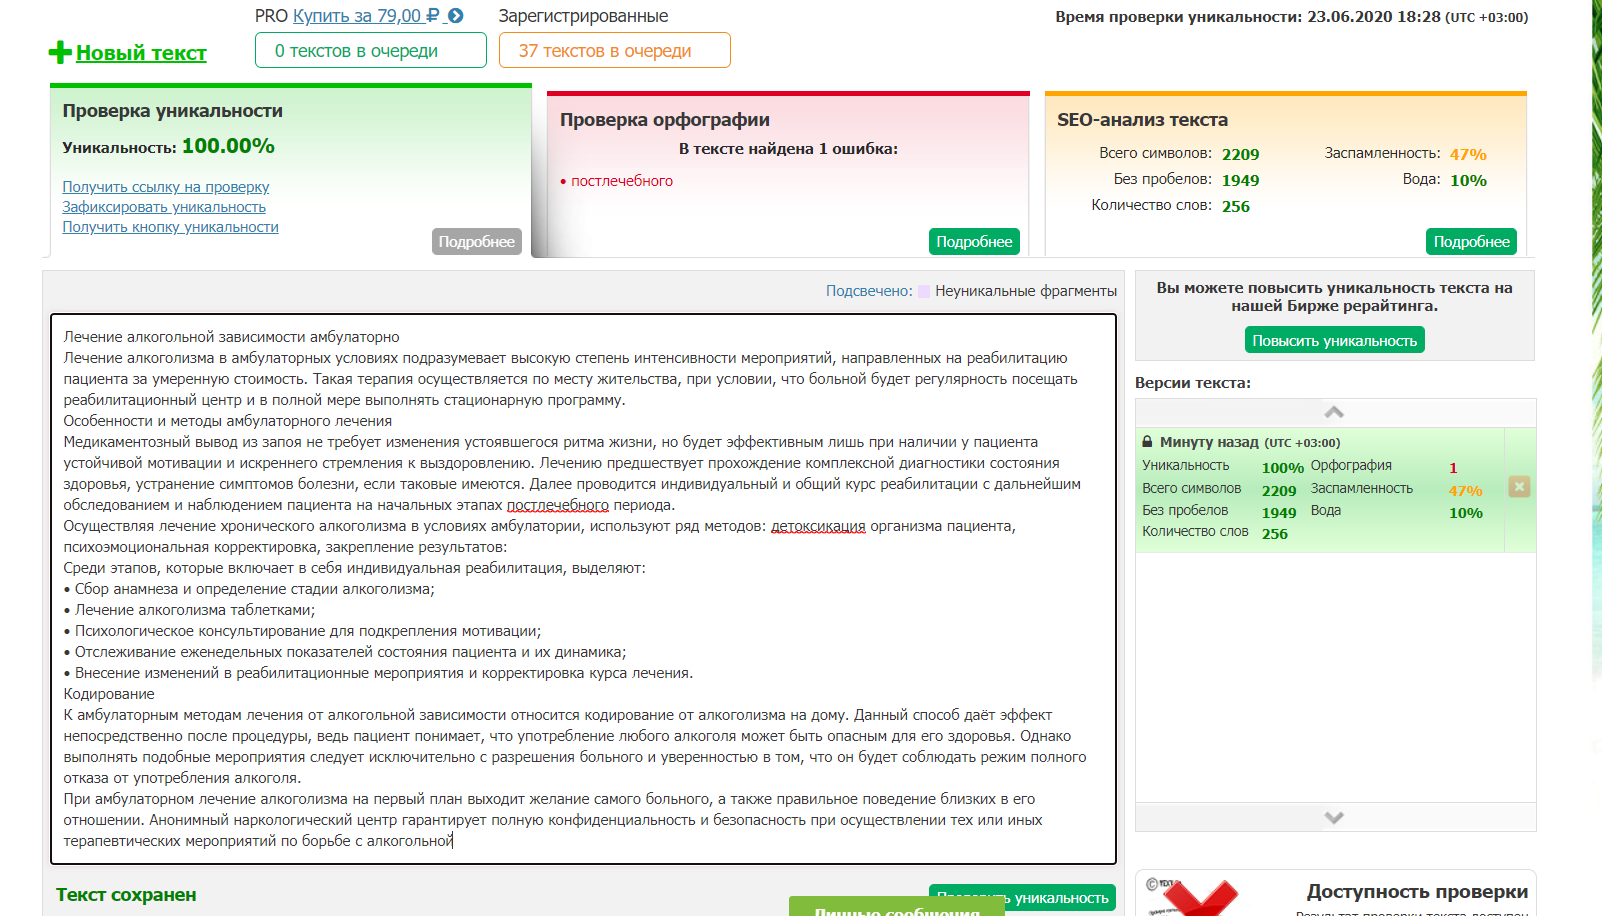 PRO Купить за 79,00 ₽
Зарегистрированные
Время проверки уникальности: 23.06.2020 18:28 (UTC +03:00)
Новый текст
0 текстов в очереди
37 текстов в очереди
Проверка уникальности
Уникальность: 100.00%
Получить ссылку на проверку
Зафиксировать уникальность
Получить кнопку уникальности
Подробнее
Проверка орфографии
В тексте найдена 1 ошибка:
• постлечебного
Подробнее
SEO-анализ текста
Всего символов: 2209 Заспамленность: 47%
Без пробелов: 1949 Вода: 10%
Количество слов: 256
Подробнее
Подсвечено: Неуникальные фрагменты
Лечение алкогольной зависимости амбулаторно
Лечение алкоголизма в амбулаторных условиях подразумевает высокую степень интенсивности мероприятий, направленных на реабилитацию
пациента за умеренную стоимость. Такая терапия осуществляется по месту жительства, при условии, что больной будет регулярность посещать
реабилитационный центр и в полной мере выполнять стационарную программу.
Особенности и методы амбулаторного лечения
Медикаментозный вывод из запоя не требует изменения устоявшегося ритма жизни, но будет эффективным лишь при наличии у пациента
устойчивой мотивации и искреннего стремления к выздоровлению. Лечению предшествует прохождение комплексной диагностики состояния
здоровья, устранение симптомов болезни, если таковые имеются. Далее проводится индивидуальный и общий курс реабилитации с дальнейшим
обследованием и наблюдением пациента на начальных этапах постлечебного периода.
Осуществляя лечение хронического алкоголизма в условиях амбулатории, используют ряд методов: детоксикация организма пациента,
психоэмоциональная корректировка, закрепление результатов:
Среди этапов, которые включает в себя индивидуальная реабилитация, выделяют:
• Сбор анамнеза и определение стадии алкоголизма;
• Лечение алкоголизма таблетками;
• Психологическое консультирование для подкрепления мотивации;
• Отслеживание еженедельных показателей состояния пациента и их динамика;
• Внесение изменений в реабилитационные мероприятия и корректировка курса лечения.
Кодирование
К амбулаторным методам лечения от алкогольной зависимости относится кодирование от алкоголизма на дому. Данный способ даёт эффект
непосредственно после процедуры, ведь пациент понимает, что употребление любого алкоголя может быть опасным для его здоровья. Однако
выполнять подобные мероприятия следует исключительно с разрешения больного и уверенностью в том, что он будет соблюдать режим полного
отказа от употребления алкоголя.
При амбулаторном лечение алкоголизма на первый план выходит желание самого больного, а также правильное поведение близких в его
отношении. Анонимный наркологический центр гарантирует полную конфиденциальность и безопасность при осуществлении тех или иных
терапевтических мероприятий по борьбе с алкогольной
Текст сохранен
уникальность
Личные сообщения
Вы можете повысить уникальность текста на
нашей Бирже рерайтинга.
Повысить уникальность
Версии текста:
Минуту назад (UTC +03:00)
Уникальность 100% Орфография 1
Всего символов 2209 Заспамленность 47%
Без пробелов 1949 Вода 10%
Количество слов 256
Доступность проверки